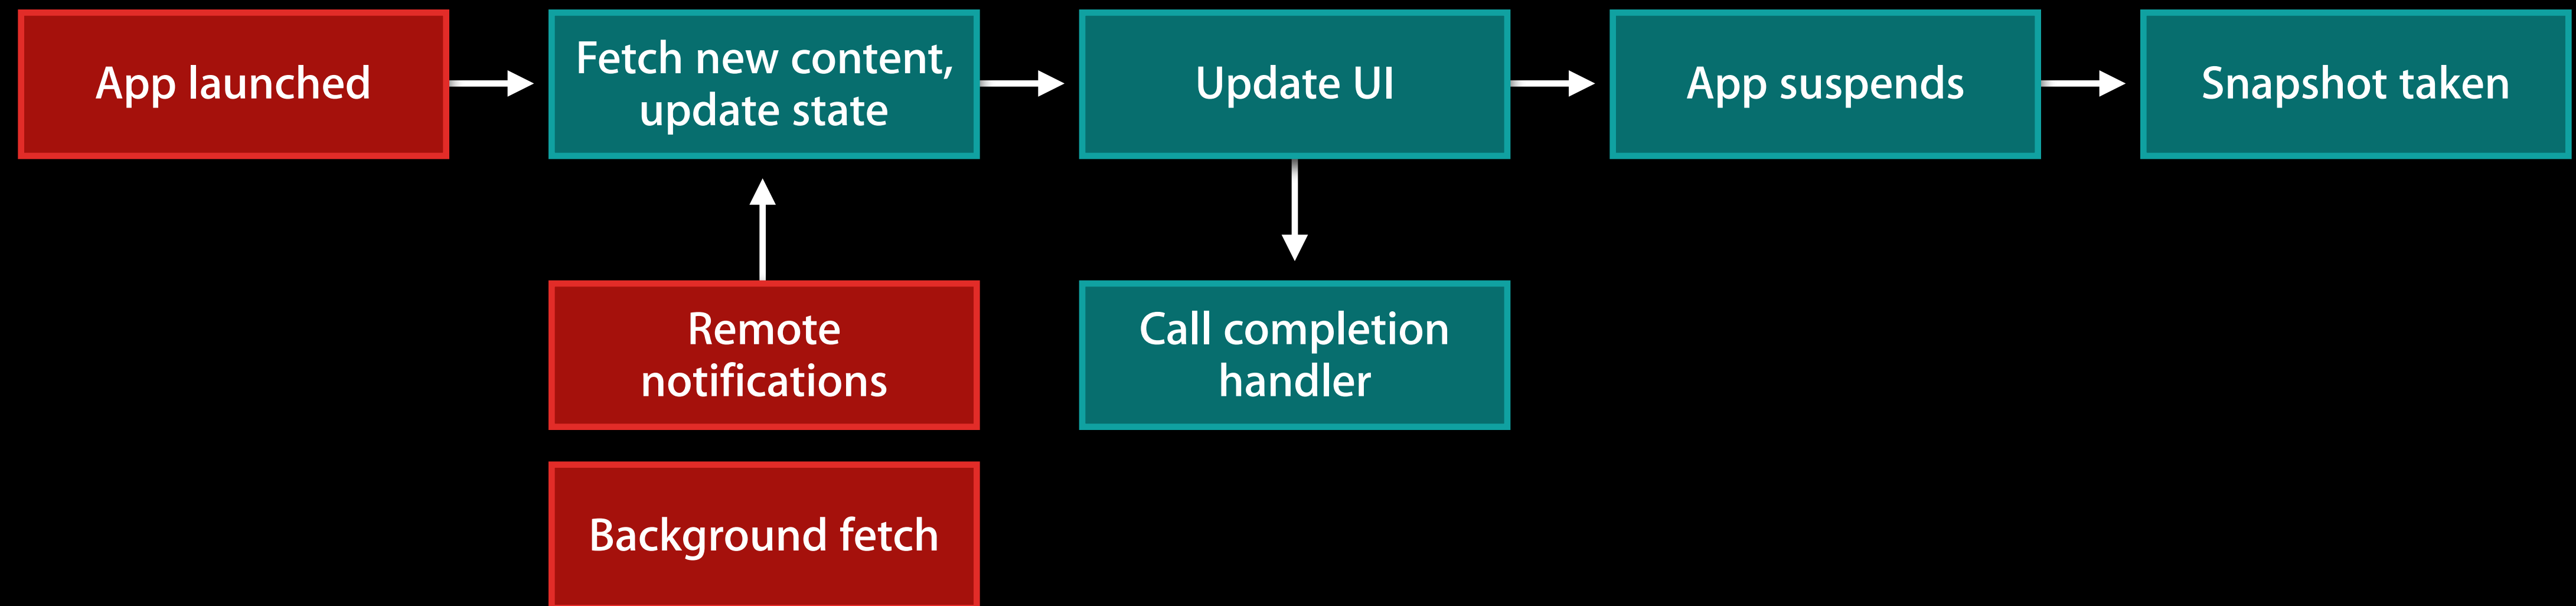 App launched
Fetch new content,
update state
Update UI
App suspends
Snapshot taken
Remote
notifications
Call completion
handler
Background fetch